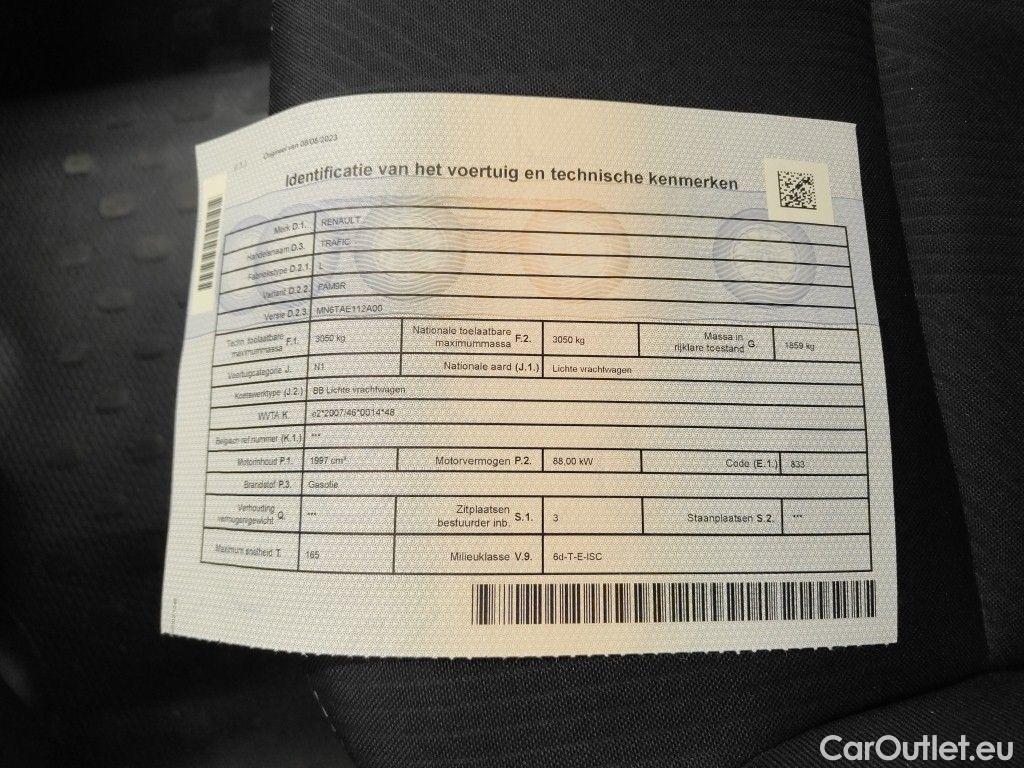 Origineel van 08/06/2023
Identificatie van het voertuig en technische kenmerken
Merk D.1. RENAULT
Handelsnaam D.3. TRAFIC
Fabriekstype D.2.1. L
Variant D.2.2. FAM9R
Versie D.2.3. MN6TAE112A00
Techn. toelaatbare maximummassa F.1. 3050 kg Nationale toelaatbare maximummassa F.2. 3050 kg Massa in rijklare toestand G. 1859 kg
Voertuigcategorie J. N1 Nationale aard (J.1.) Lichte vrachtwagen
Koetswerktype (J.2.) BB Lichte vrachtwagen
WVTA K. e2*2007/46*0014*48
Belgisch ref.nummer (K.1.) ***
Motorinhoud P.1. 1997 cm³ Motorvermogen P.2. 88,00 kW Code (E.1.) 833
Brandstof P.3. Gasolie
Verhouding vermogen/gewicht Q. *** Zitplaatsen bestuurder inb. S.1. 3 Staanplaatsen S.2. ***
Maximum snelheid T. 165 Milieuklasse V.9. 6d-T-E-ISC
CarOutlet.eu